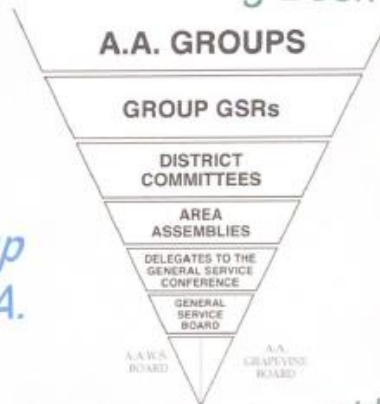 A.A. GROUPS
GROUP GSRs
DISTRICT
COMMITTEES
AREA
ASSEMBLIES
DELEGATES TO THE
GENERAL SERVICE
CONFERENCE
GENERAL
SERVICE
BOARD
A.A.W.S.
BOARD
A.A.
GRAPEVINE
BOARD
A.